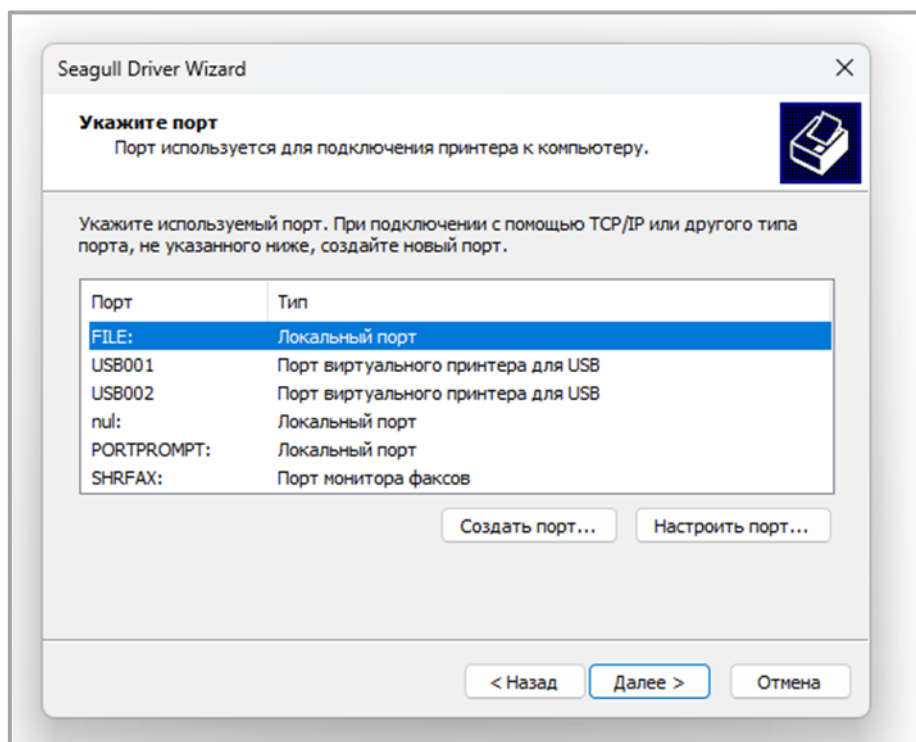 Seagull Driver Wizard
Укажите порт
Порт используется для подключения принтера к компьютеру.
Укажите используемый порт. При подключении с помощью TCP/IP или другого типа
порта, не указанного ниже, создайте новый порт.
Порт Тип
FILE: Локальный порт
USB001 Порт виртуального принтера для USB
USB002 Порт виртуального принтера для USB
nul: Локальный порт
PORTPROMPT: Локальный порт
SHRFAX: Порт монитора факсов
Создать порт... Настроить порт...
< Назад Далее > Отмена